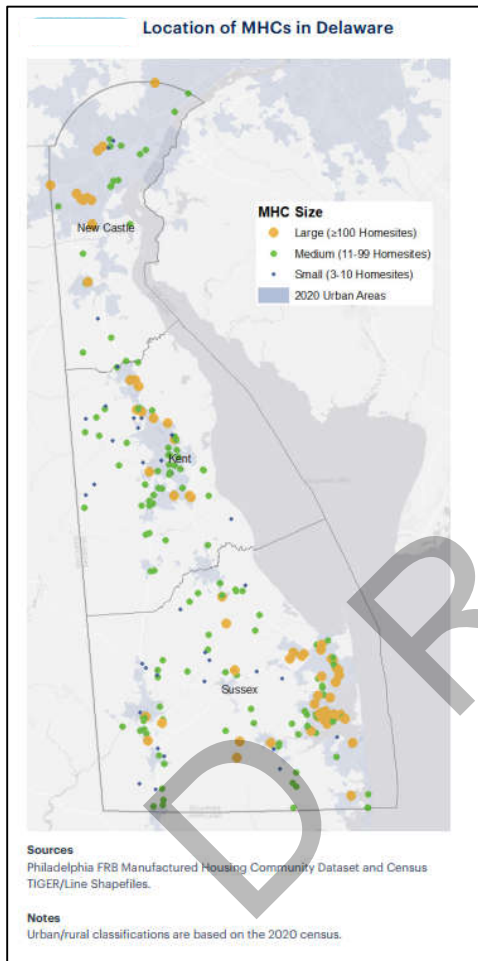 Location of MHCs in Delaware
MHC Size
Large (≥100 Homesites)
Medium (11-99 Homesites)
Small (3-10 Homesites)
2020 Urban Areas
New Castle
Kent
Sussex
D R
Sources
Philadelphia FRB Manufactured Housing Community Dataset and Census
TIGER/Line Shapefiles.
Notes
Urban/rural classifications are based on the 2020 census.